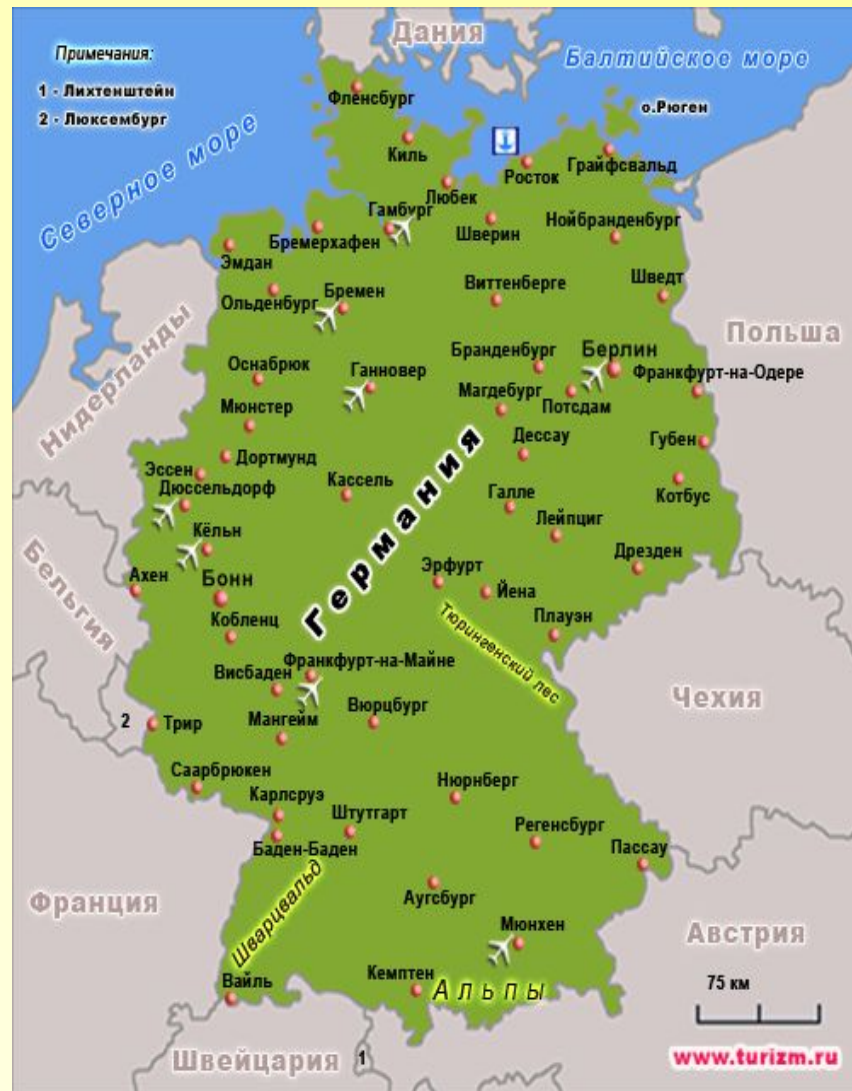 Дания
Примечания:
Балтийское море
1 - Лихтенштейн
2 - Люксембург
Фленсбург
о.Рюген
Северное море
Киль
Росток
Грайфсвальд
Любек
Гамбург
Шверин
Нойбранденбург
Бремерхафен
Эмдан
Ольденбург
Бремен
Виттенберге
Шведт
Нидерланды
Польша
Оснабрюк
Ганновер
Бранденбург
Берлин
Франкфурт-на-Одере
Магдебург
Потсдам
Мюнстер
Дессау
Губен
Эссен
Дортмунд
Дюссельдорф
Кассель
Германия
Галле
Котбус
Кёльн
Лейпциг
Бельгия
Ахен
Бонн
Эрфурт
Йена
Дрезден
Кобленц
Плауэн
Тюрингенский лес
Франкфурт-на-Майне
Висбаден
Чехия
2
Трир
Мангейм
Вюрцбург
Саарбрюкен
Карлсруэ
Штутгарт
Нюрнберг
Баден-Баден
Регенсбург
Пассау
Франция
Шварцвальд
Аугсбург
Мюнхен
Австрия
Вайль
Кемптен
Альпы
75 км
Швейцария
1
www.turizm.ru